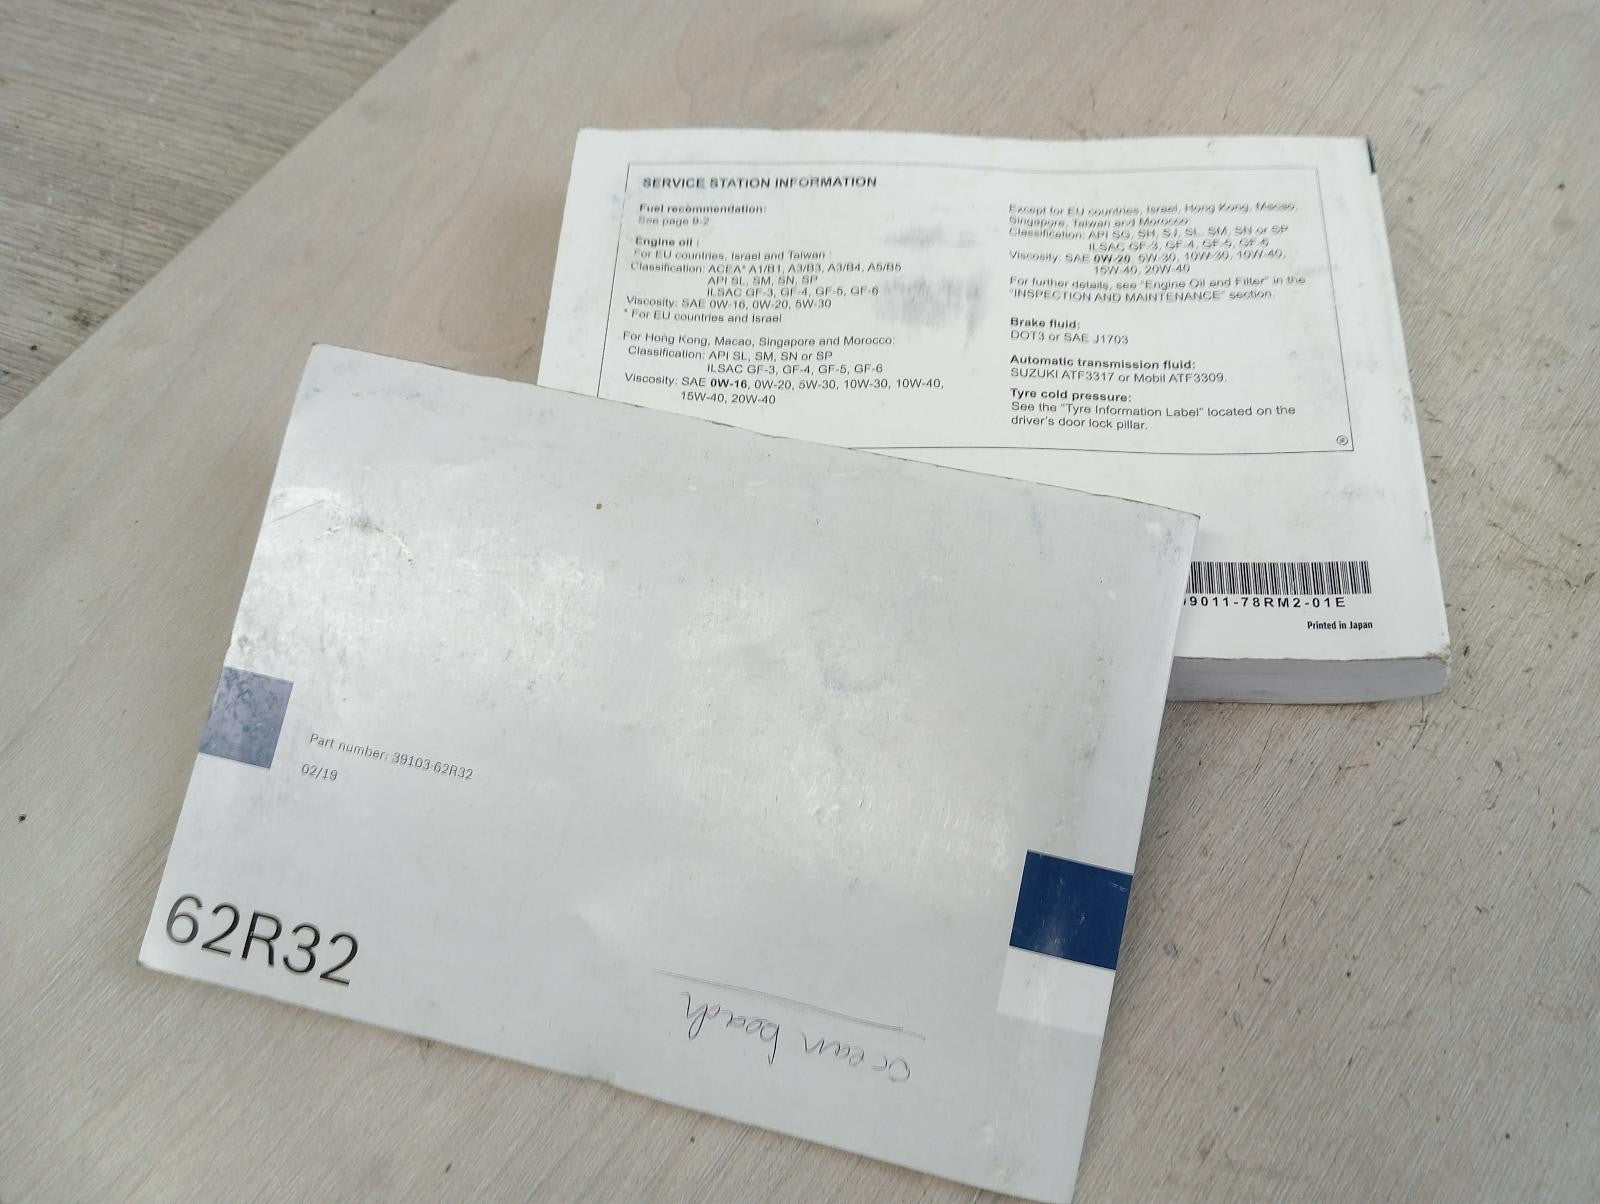 SERVICE STATION INFORMATION
Fuel recommendation:
See page 9-2
Engine oil :
For EU countries, Israel and Taiwan :
Classification: ACEA* A1/B1, A3/B3, A3/B4, A5/B5
API SL, SM, SN, SP
ILSAC GF-3, GF-4, GF-5, GF-6
Viscosity: SAE 0W-16, 0W-20, 5W-30
* For EU countries and Israel
For Hong Kong, Macao, Singapore and Morocco:
Classification: API SL, SM, SN or SP
ILSAC GF-3, GF-4, GF-5, GF-6
Viscosity: SAE 0W-16, 0W-20, 5W-30, 10W-30, 10W-40,
15W-40, 20W-40
Except for EU countries, Israel, Hong Kong, Macao,
Singapore, Taiwan and Morocco:
Classification: API SG, SH, SJ, SL, SM, SN or SP
ILSAC GF-3, GF-4, GF-5, GF-6
Viscosity: SAE 0W-20, 5W-30, 10W-30, 10W-40,
15W-40, 20W-40
For further details, see "Engine Oil and Filter" in the
"INSPECTION AND MAINTENANCE" section.
Brake fluid:
DOT3 or SAE J1703
Automatic transmission fluid:
SUZUKI ATF3317 or Mobil ATF3309.
Tyre cold pressure:
See the "Tyre Information Label" located on the
driver's door lock pillar.
9011-78RM2-01E
Printed in Japan
Part number: 39103-62R32
02/19
62R32
ocean beach